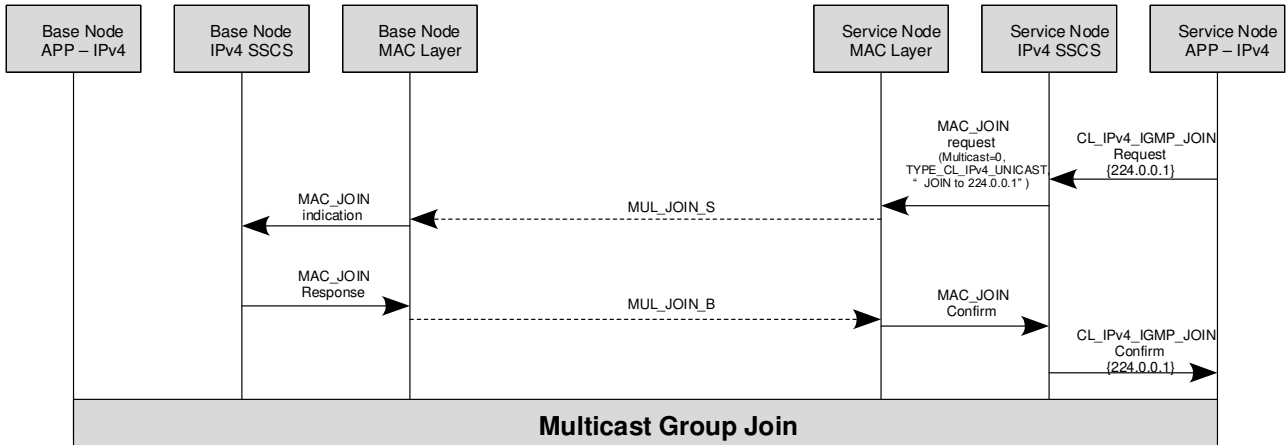 Base Node
APP – IPv4
Base Node
IPv4 SSCS
Base Node
MAC Layer
Service Node
MAC Layer
Service Node
IPv4 SSCS
Service Node
APP – IPv4
MAC_JOIN
request
(Multicast=0,
TYPE_CL_IPv4_UNICAST,
“ JOIN to 224.0.0.1” )
CL_IPv4_IGMP_JOIN
Request
{224.0.0.1}
MAC_JOIN
indication
MUL_JOIN_S
MAC_JOIN
Response
MUL_JOIN_B
MAC_JOIN
Confirm
CL_IPv4_IGMP_JOIN
Confirm
{224.0.0.1}
Multicast Group Join